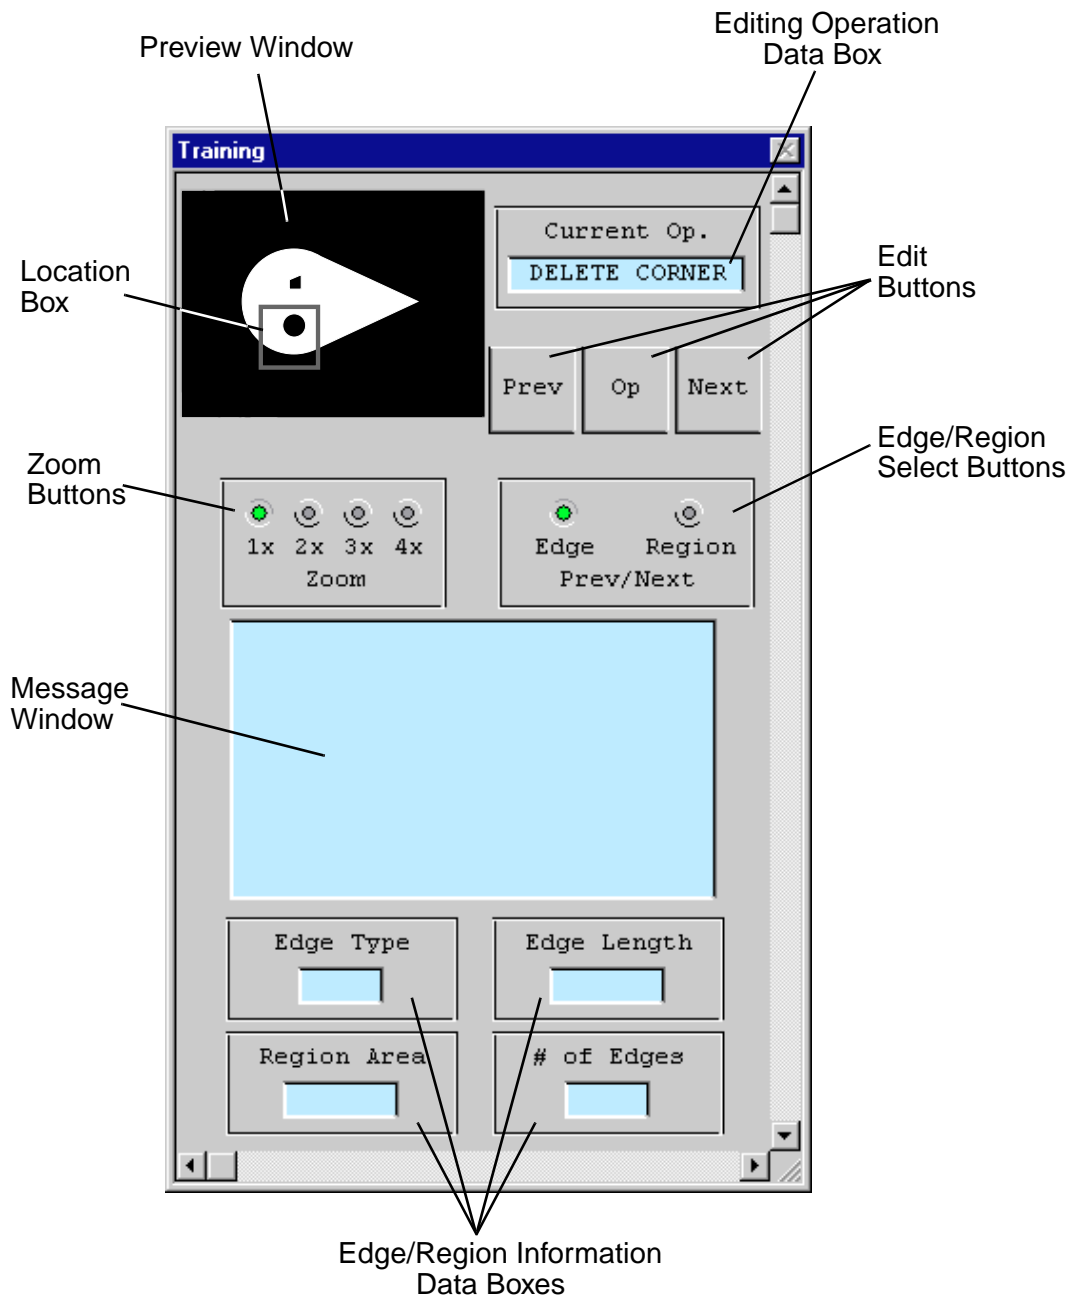 Editing Operation
Data Box
Preview Window
Training
Current Op.
DELETE CORNER
Location
Box
Edit
Buttons
Prev
Op
Next
Edge/Region
Select Buttons
Zoom
Buttons
1x 2x 3x 4x
Zoom
Edge Region
Prev/Next
Message
Window
Edge Type
Edge Length
Region Area
# of Edges
Edge/Region Information
Data Boxes